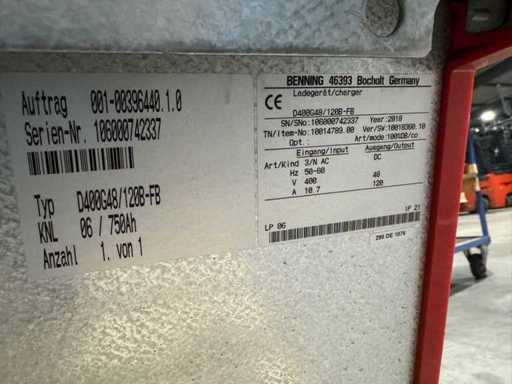 Auftrag 001-00396440.1.0
Serien-Nr. 106000742337
Typ D400G48/120B-FB
KNL 06 / 750Ah
Anzahl 1. von 1
BENNING 46393 Bocholt Germany
CE Ladegerät/charger
D400G48/120B-FB
SN/SNo: 106000742337 Year: 2018
TN/Item-No: 10014789.00 Ver/SW: 10018360.10
Opt.: Art/mode: 100IQ8/co
Eingang/Input Ausgang/Output
Art/Kind 3/N AC DC
Hz 50-60
V 400 48
A 10.7 120
LP 06 IP 21